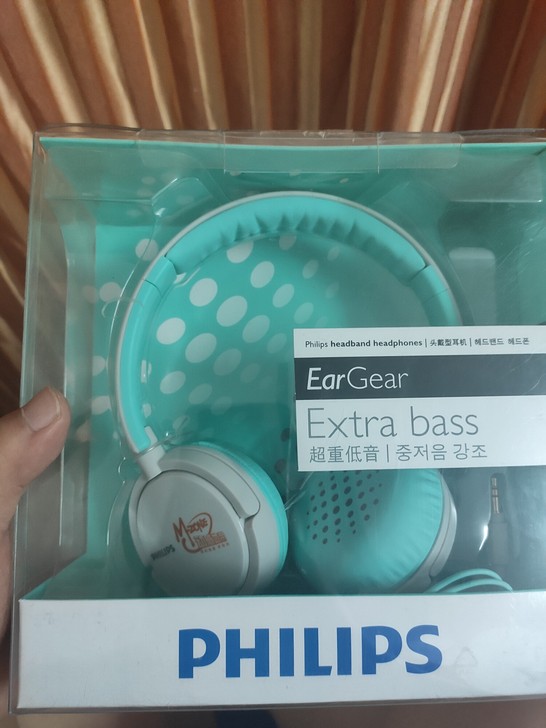 Philips headband headphones | 头戴型耳机 | 헤드밴드 헤드폰
EarGear
Extra bass
超重低音 | 중저음 강조
PHILIPS
PHILIPS